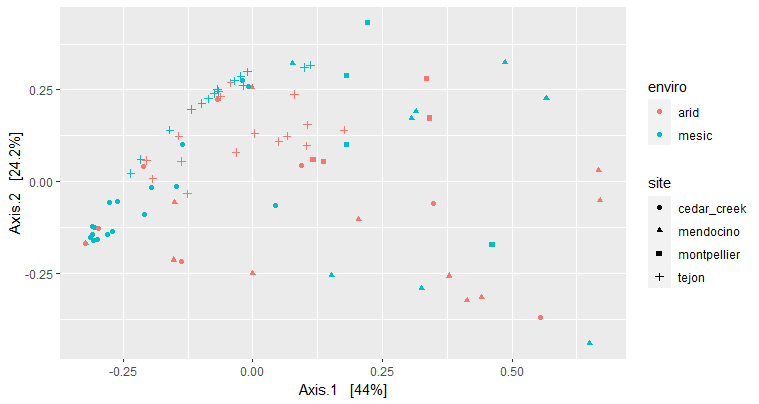 0.25
0.00
-0.25
Axis.2 [24.2%]
-0.25
0.00
0.25
0.50
Axis.1 [44%]
enviro
arid
mesic
site
cedar_creek
mendocino
montpellier
tejon